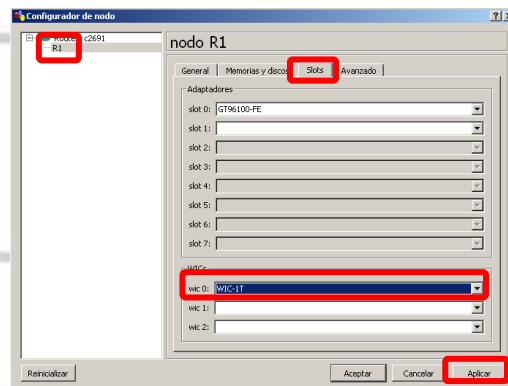 Configurador de nodo
Routers c2691
R1
nodo R1
General
Memorias y discos
Slots
Avanzado
Adaptadores
slot 0: GT96100-FE
slot 1:
slot 2:
slot 3:
slot 4:
slot 5:
slot 6:
slot 7:
WICs
wic 0: WIC-1T
wic 1:
wic 2:
Reinicializar
Aceptar
Cancelar
Aplicar